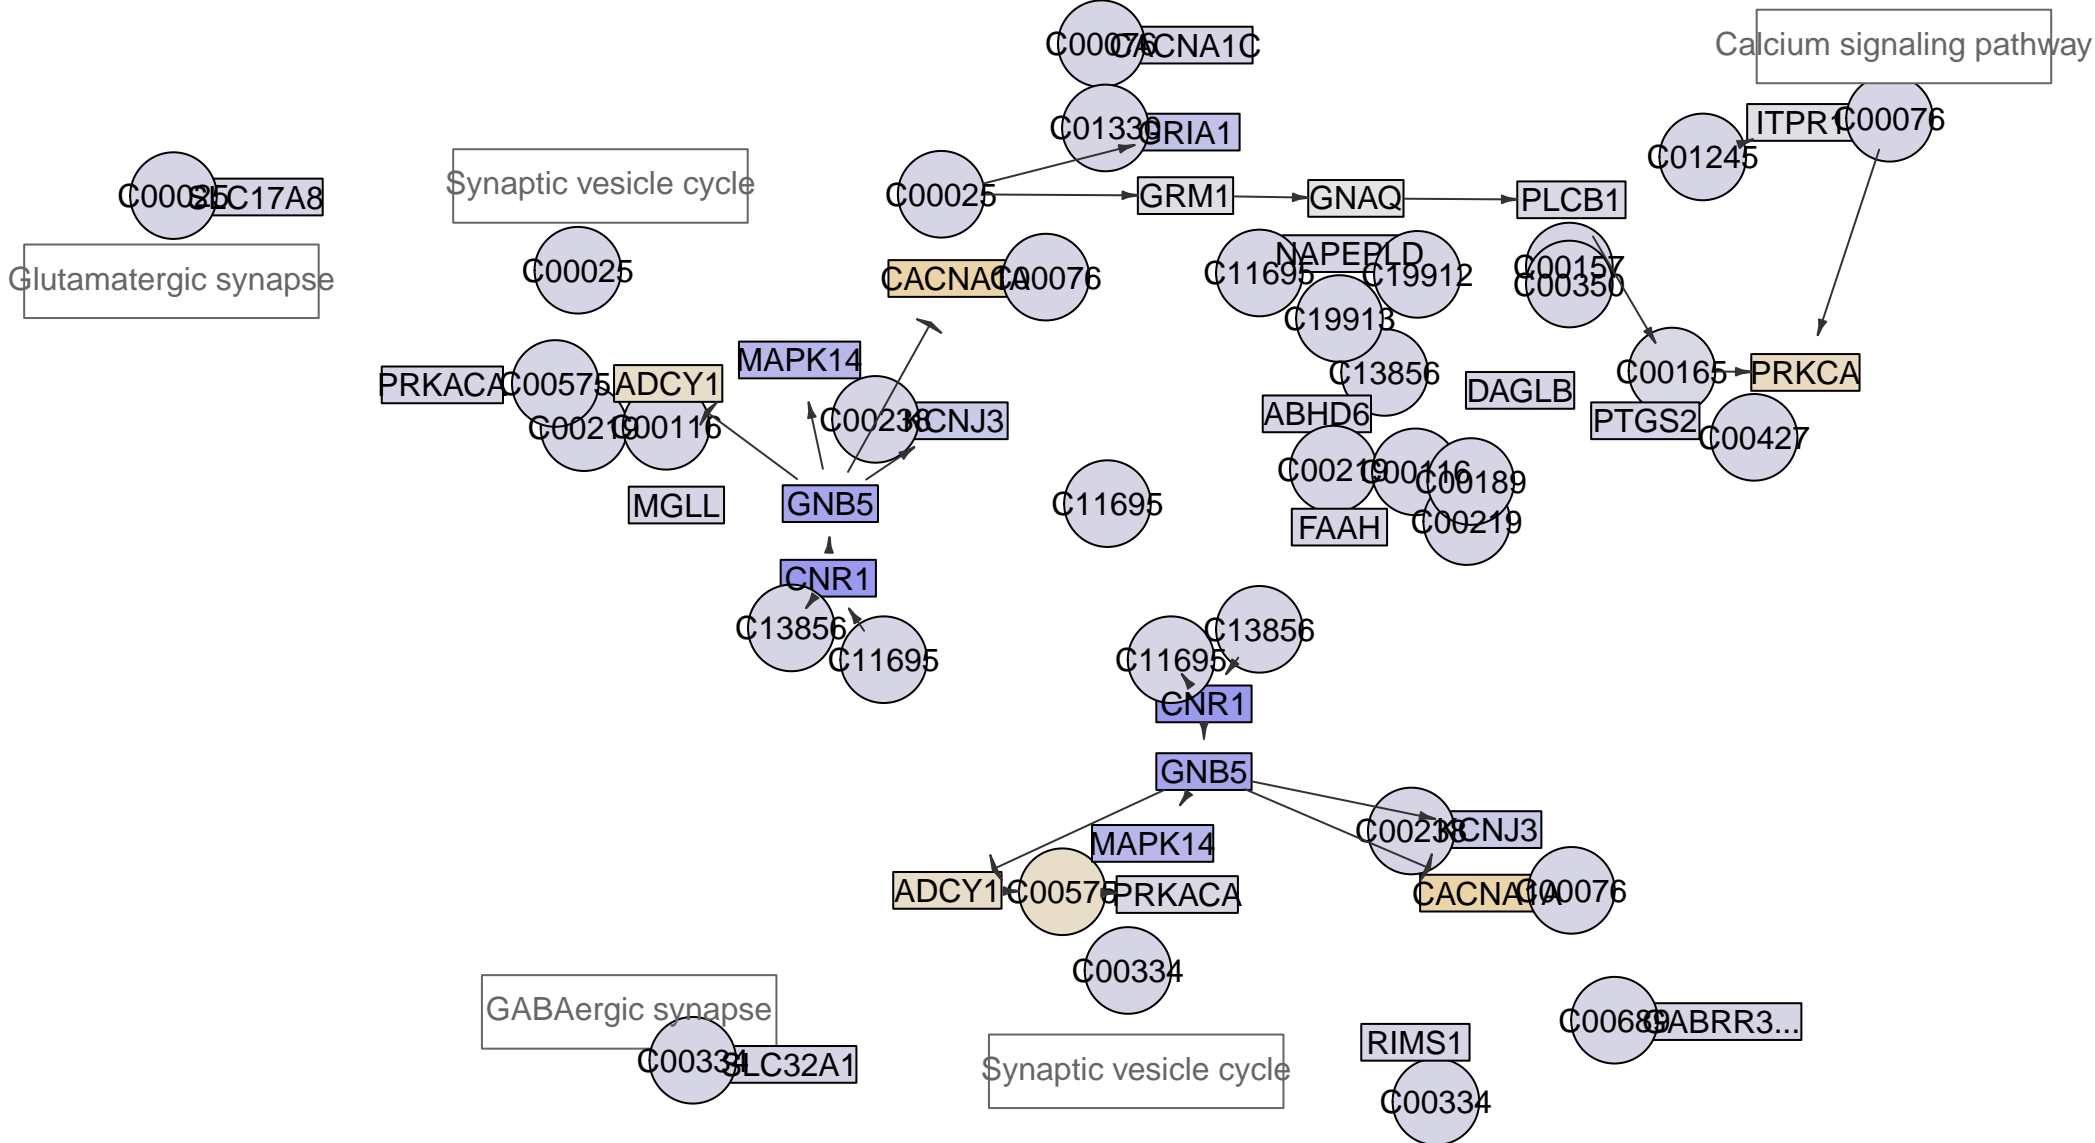 C00076
CACNA1C
Calcium signaling pathway
C01330
GRIA1
ITPR1
C00076
C01245
C00025
SLC17A8
Synaptic vesicle cycle
C00025
GRM1
GNAQ
PLCB1
Glutamatergic synapse
C00025
CACNA1A
C00076
C11695
NAPEPLD
C19912
C00157
C00350
C19913
PRKACA
C00575
ADCY1
MAPK14
C13856
C00165
PRKCA
DAGLB
C00219
C00116
C00238
KCNJ3
ABHD6
PTGS2
C00427
C00219
C00116
C00189
MGLL
GNB5
C11695
FAAH
C00219
CNR1
C13856
C11695
C13856
C11695
CNR1
GNB5
C00238
KCNJ3
MAPK14
ADCY1
C00575
PRKACA
CACNA1A
C00076
C00334
GABAergic synapse
C00689
GABRR3...
C00334
SLC32A1
RIMS1
Synaptic vesicle cycle
C00334